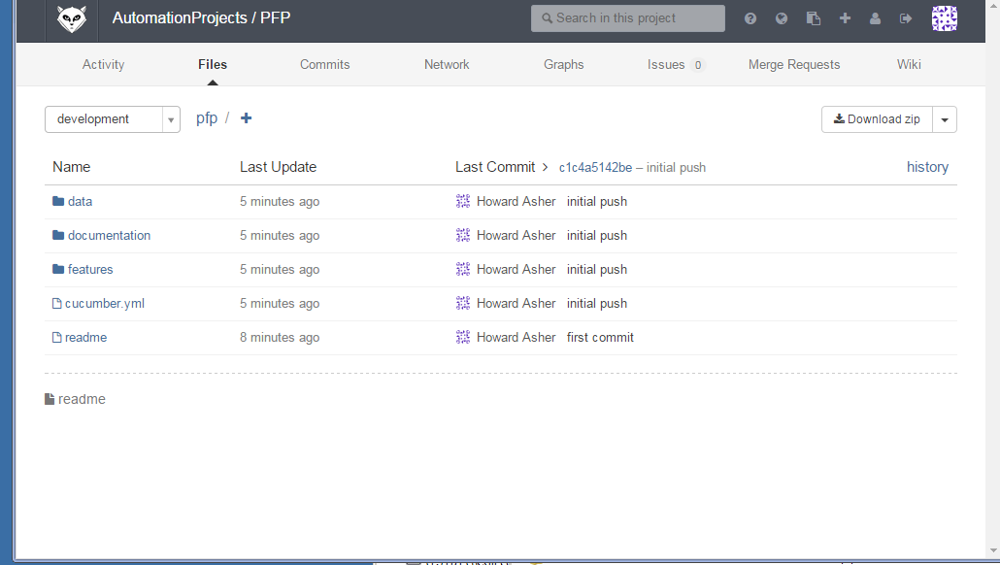 AutomationProjects / PFP
Search in this project
Activity Files Commits Network Graphs Issues 0 Merge Requests Wiki
development pfp / + Download zip
Name Last Update Last Commit > c1c4a5142be – initial push history
data 5 minutes ago Howard Asher initial push
documentation 5 minutes ago Howard Asher initial push
features 5 minutes ago Howard Asher initial push
cucumber.yml 5 minutes ago Howard Asher initial push
readme 8 minutes ago Howard Asher first commit
readme